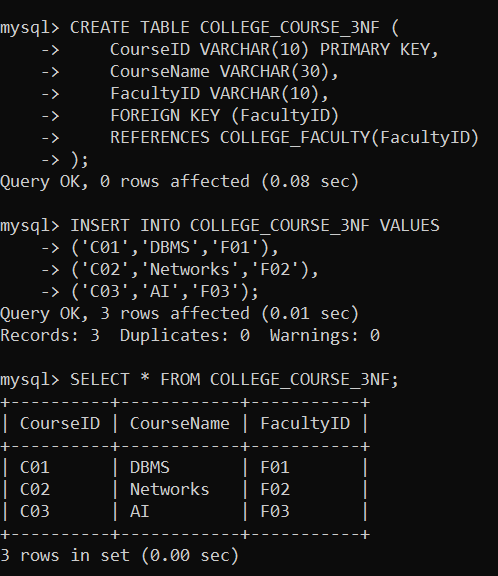 mysql> CREATE TABLE COLLEGE_COURSE_3NF (
    ->     CourseID VARCHAR(10) PRIMARY KEY,
    ->     CourseName VARCHAR(30),
    ->     FacultyID VARCHAR(10),
    ->     FOREIGN KEY (FacultyID)
    ->     REFERENCES COLLEGE_FACULTY(FacultyID)
    -> );
Query OK, 0 rows affected (0.08 sec)

mysql> INSERT INTO COLLEGE_COURSE_3NF VALUES
    -> ('C01','DBMS','F01'),
    -> ('C02','Networks','F02'),
    -> ('C03','AI','F03');
Query OK, 3 rows affected (0.01 sec)
Records: 3  Duplicates: 0  Warnings: 0

mysql> SELECT * FROM COLLEGE_COURSE_3NF;
+----------+------------+-----------+
| CourseID | CourseName | FacultyID |
+----------+------------+-----------+
| C01      | DBMS       | F01       |
| C02      | Networks   | F02       |
| C03      | AI         | F03       |
+----------+------------+-----------+
3 rows in set (0.00 sec)